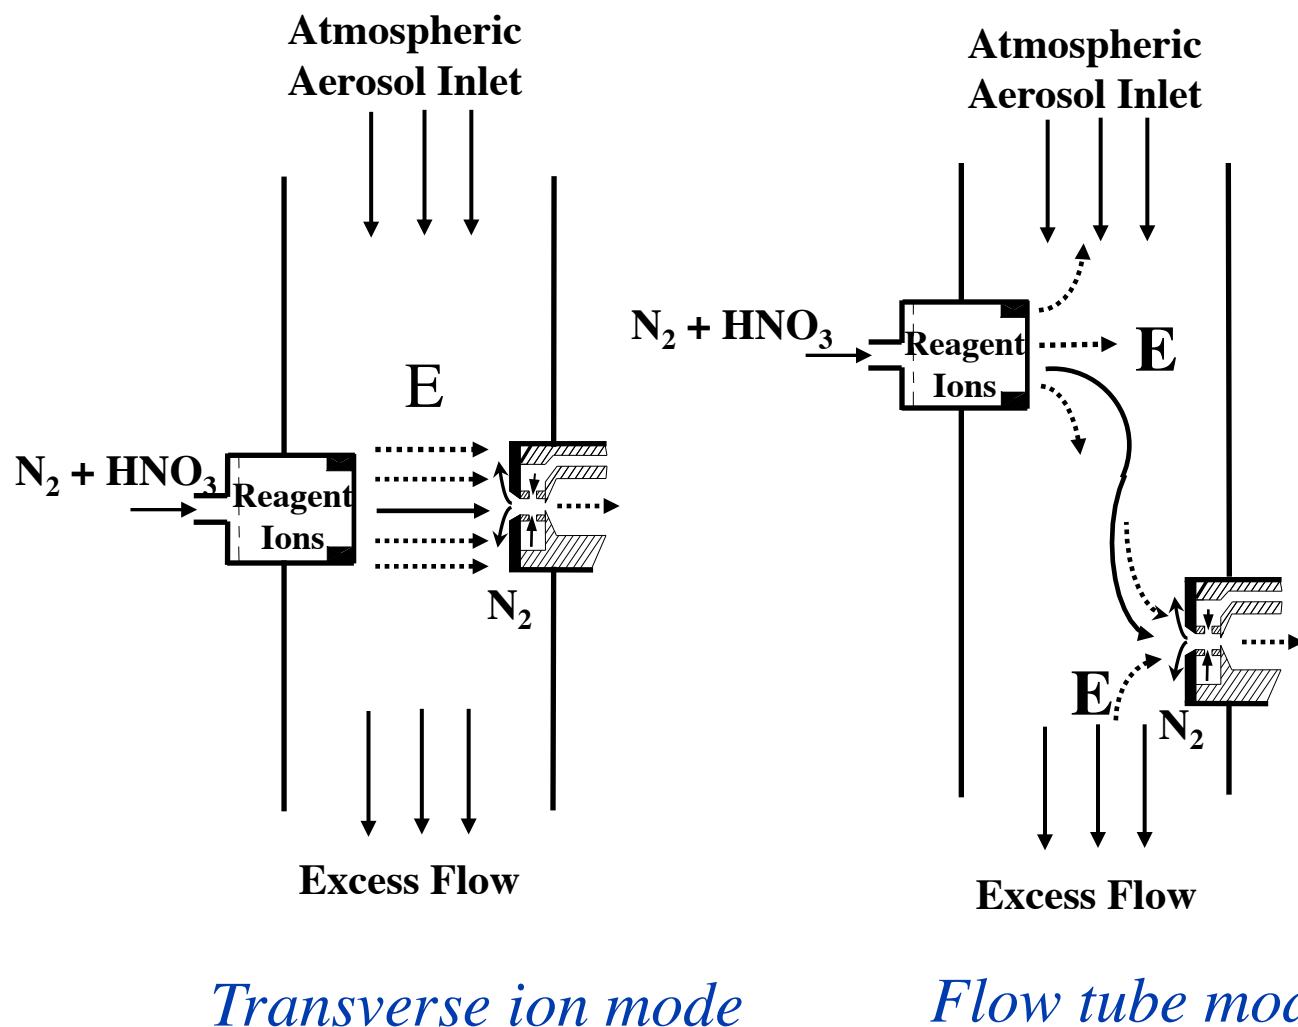 Atmospheric
Aerosol Inlet
N₂ + HNO₃
E
Reagent
Ions
N₂
Excess Flow
Transverse ion mode
Atmospheric
Aerosol Inlet
N₂ + HNO₃
Reagent
Ions
E
E
N₂
Excess Flow
Flow tube mod